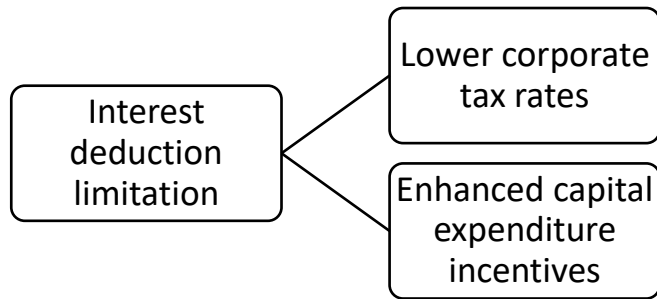 Interest
deduction
limitation
Lower corporate
tax rates
Enhanced capital
expenditure
incentives